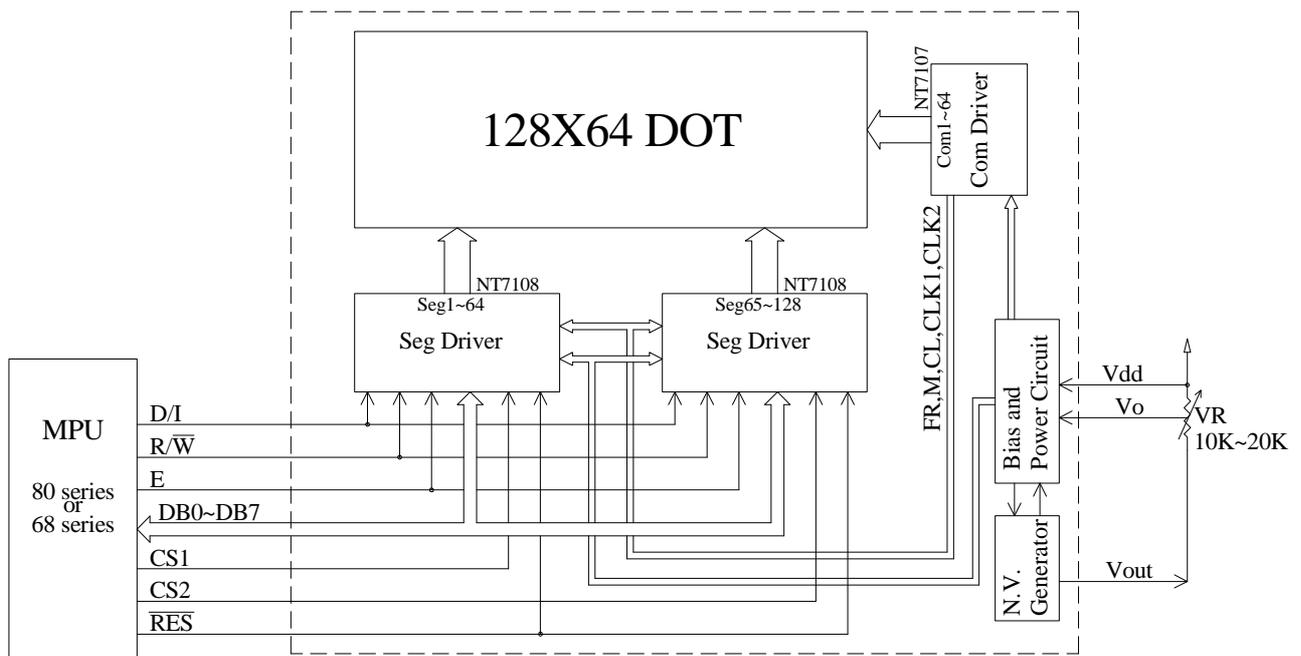 128X64 DOT
NT7107
Com1~64
Com Driver
NT7108
Seg1~64
Seg Driver
NT7108
Seg65~128
Seg Driver
FR,M,CL,CLK1,CLK2
Bias and
Power Circuit
Vdd
Vo
VR
10K~20K
N.V.
Generator
Vout
MPU
80 series
or
68 series
D/I
R/W̅
E
DB0~DB7
CS1
CS2
R̅E̅S̅